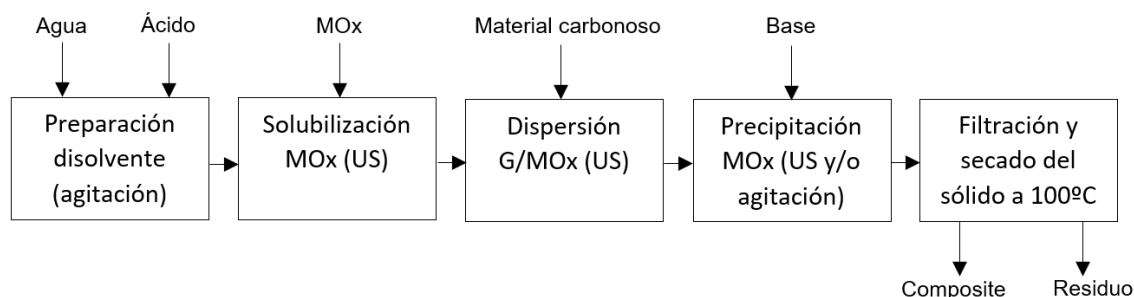 Agua
Ácido
MOx
Material carbonoso
Base
Preparación
disolvente
(agitación)
Solubilización
MOx (US)
Dispersión
G/MOx (US)
Precipitación
MOx (US y/o
agitación)
Filtración y
secado del
sólido a 100ºC
Composite
Residuo